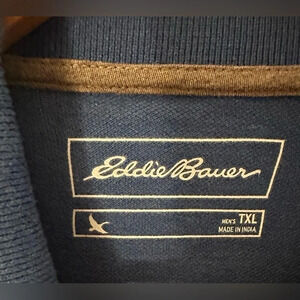 Eddie Bauer
MEN'S TXL
MADE IN INDIA